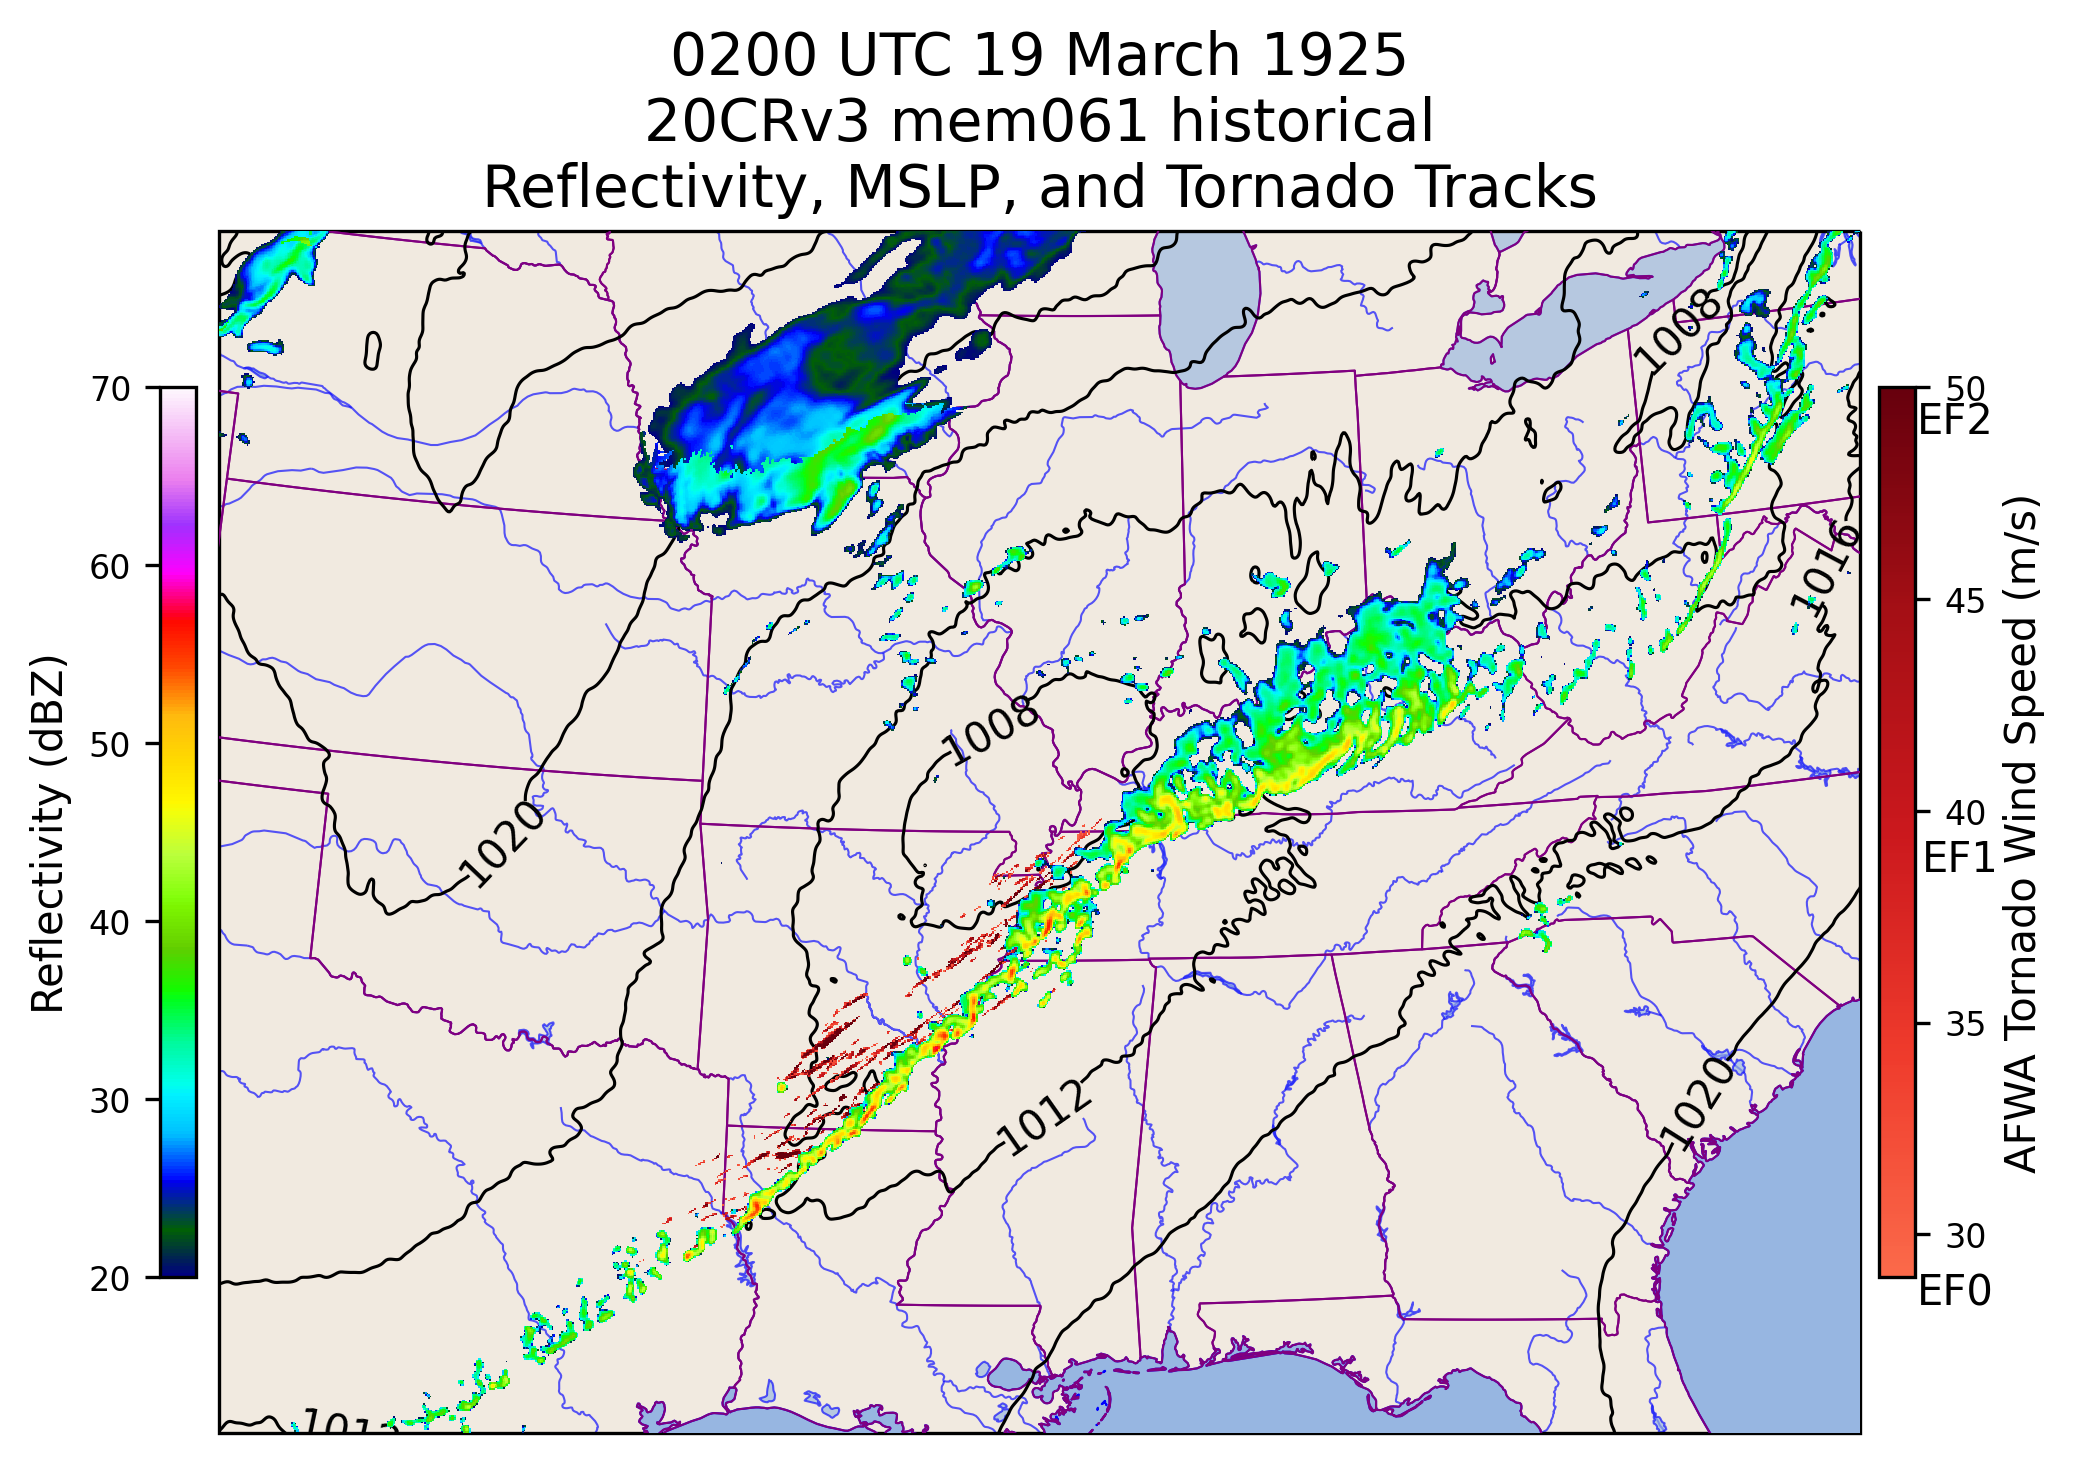 0200 UTC 19 March 1925
20CRv3 mem061 historical
Reflectivity, MSLP, and Tornado Tracks
Reflectivity (dBZ)
70
60
50
40
30
20
1008
1016
1008
1020
1012
1020
101
50
EF2
45
40
EF1
35
30
EF0
AFWA Tornado Wind Speed (m/s)